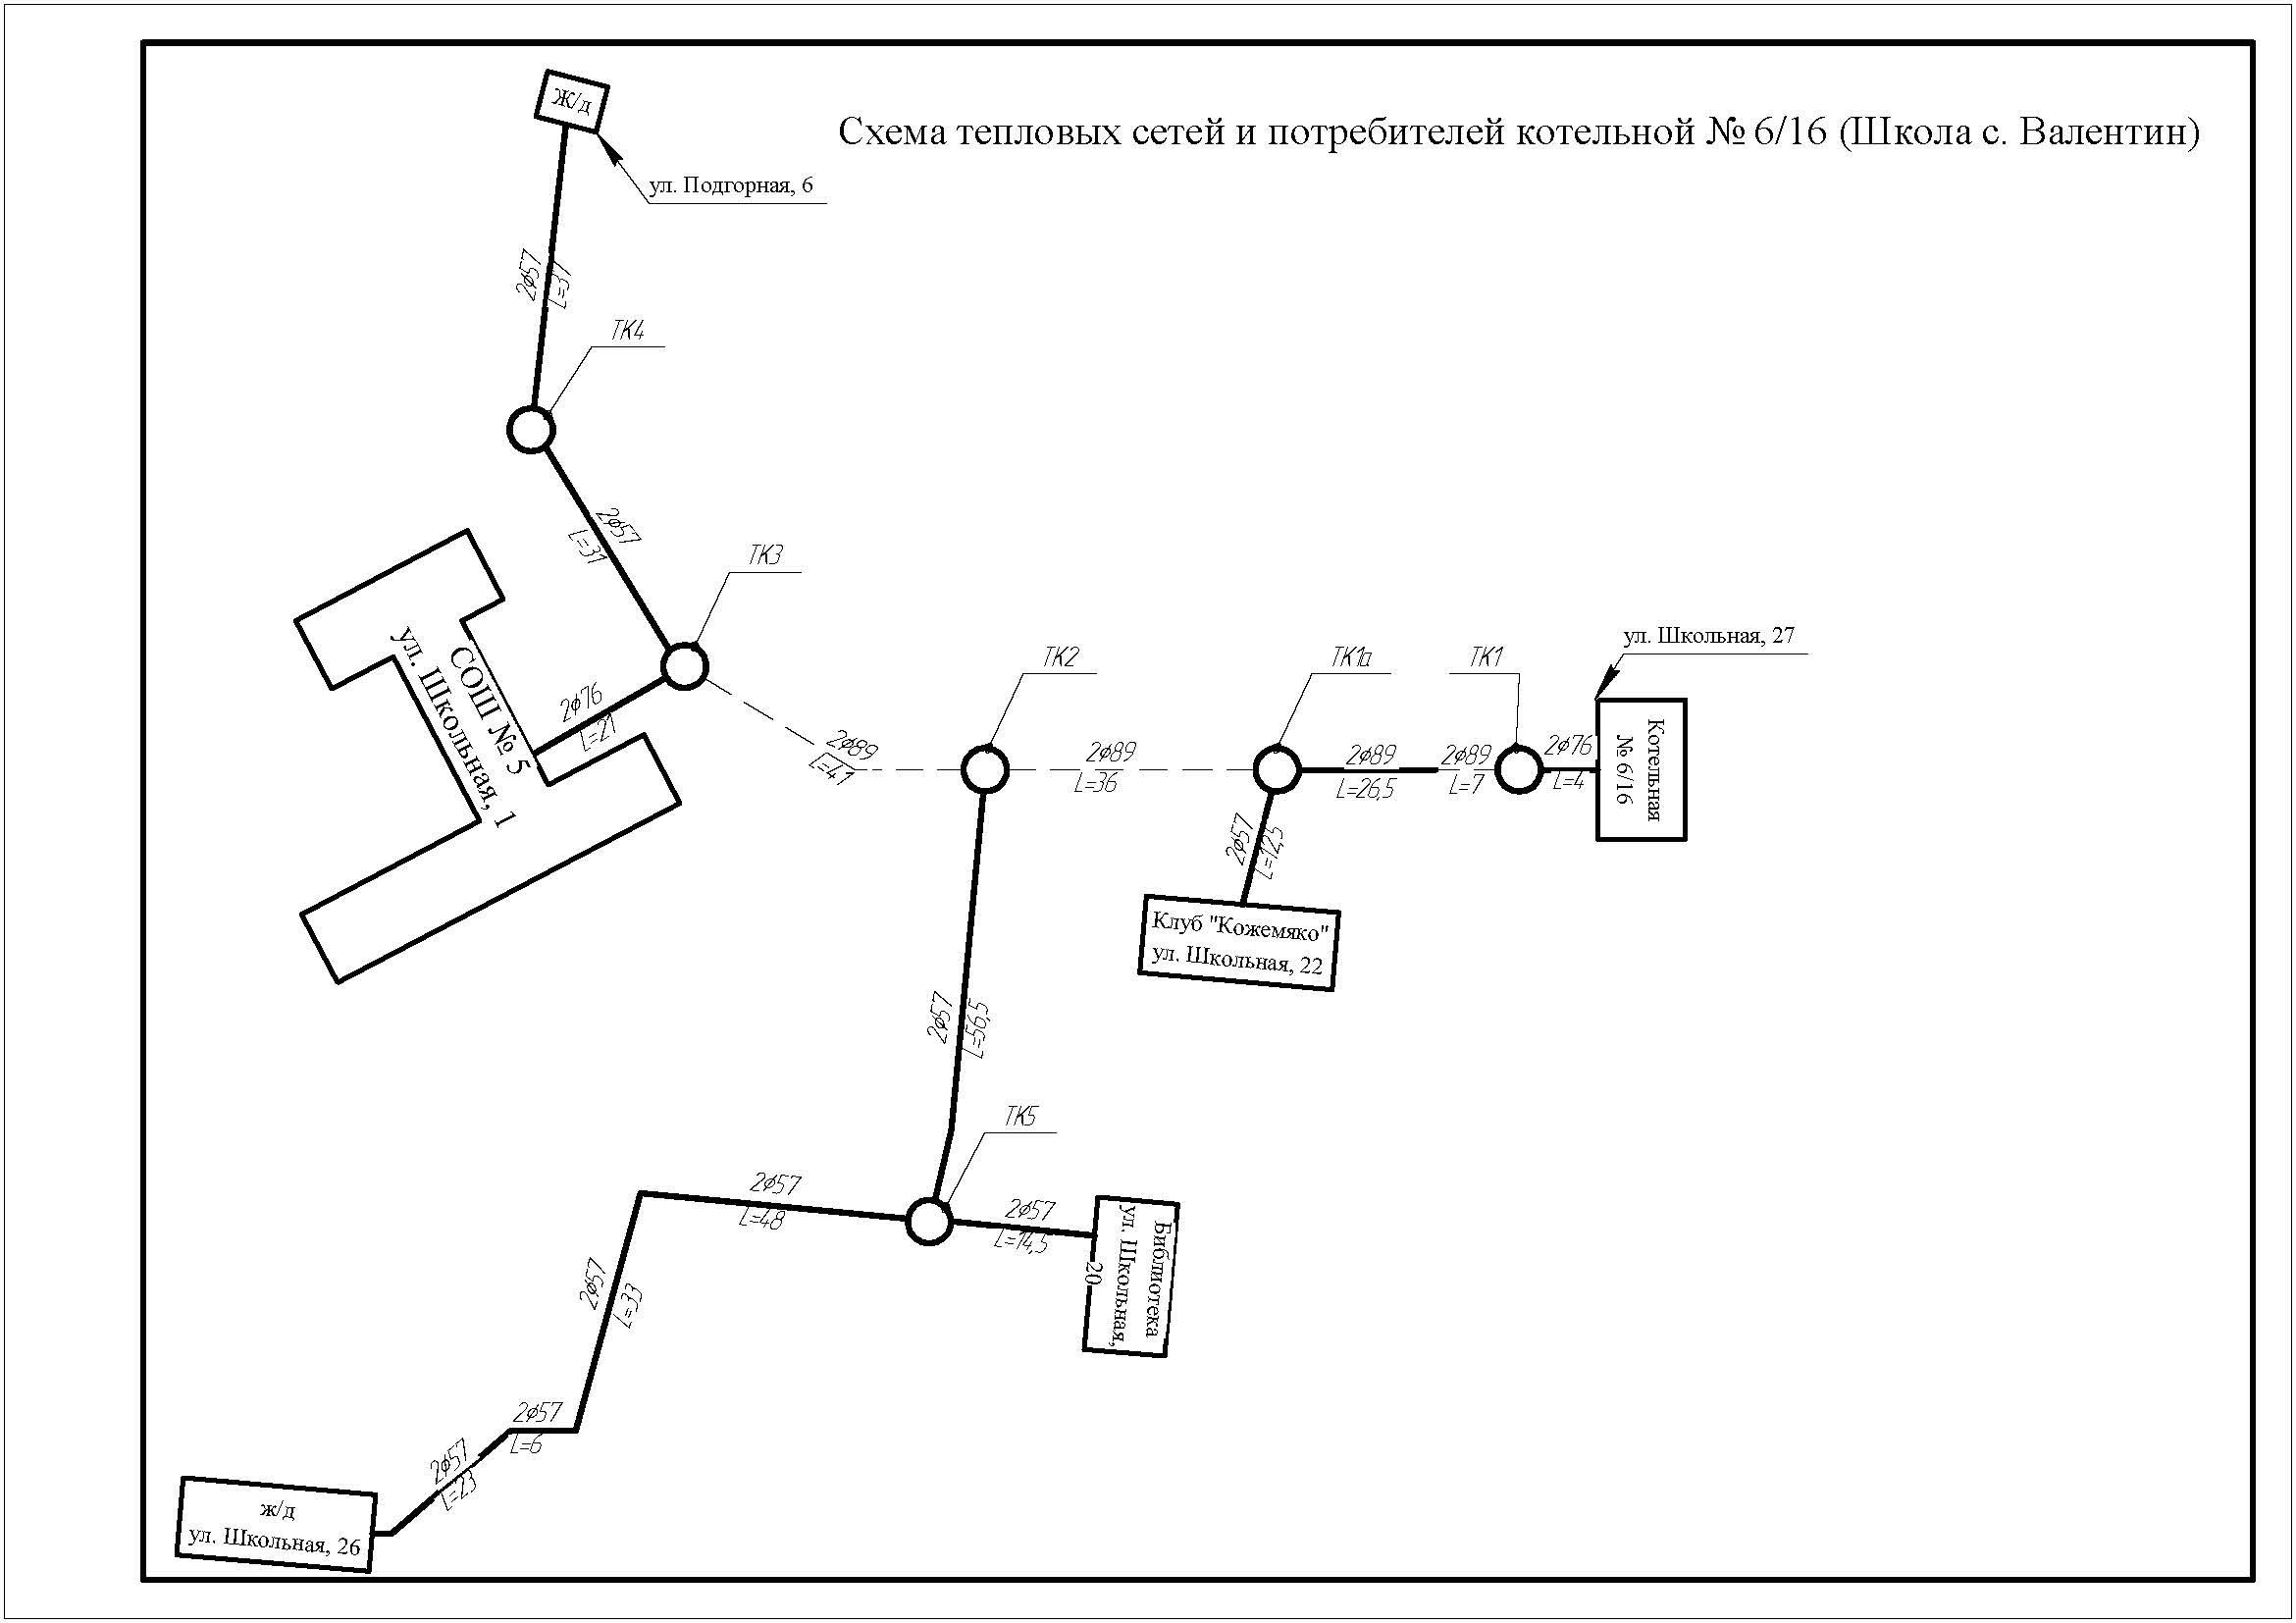 Схема тепловых сетей и потребителей котельной № 6/16 (Школа с. Валентин)
Ж/д
ул. Подгорная, 6
2ф57
L=37
ТК4
2ф57
L=31
ТК3
СОШ № 5
ул. Школьная, 1
2ф76
L=21
2ф89
L=41
ТК2
2ф89
L=36
ТК1а
2ф89
L=26,5
2ф89
L=7
ТК1
2ф76
L=4
ул. Школьная, 27
Котельная
№ 6/16
2ф57
L=12,5
Клуб "Кожемяко"
ул. Школьная, 22
2ф57
L=56,5
ТК5
2ф57
L=48
2ф57
L=14,5
Библиотека
ул. Школьная,
20
2ф57
L=33
2ф57
L=6
2ф57
L=23
ж/д
ул. Школьная, 26